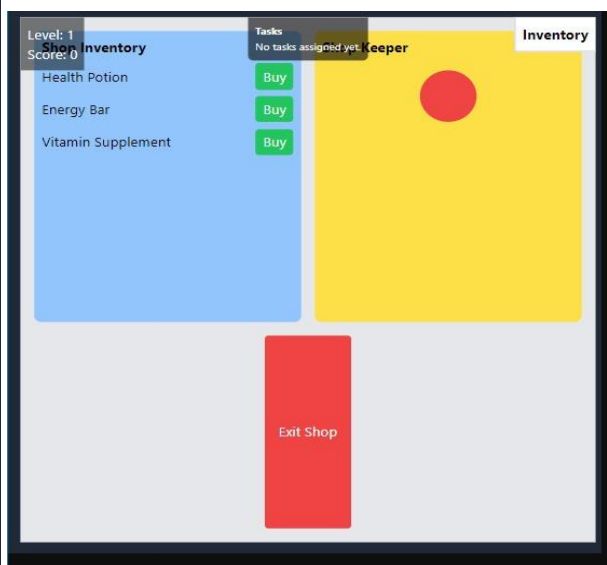 Level: 1
Score: 0
Tasks
No tasks assigned yet.
Inventory
Shop Inventory
Health Potion
Buy
Energy Bar
Buy
Vitamin Supplement
Buy
Shop Keeper
Exit Shop